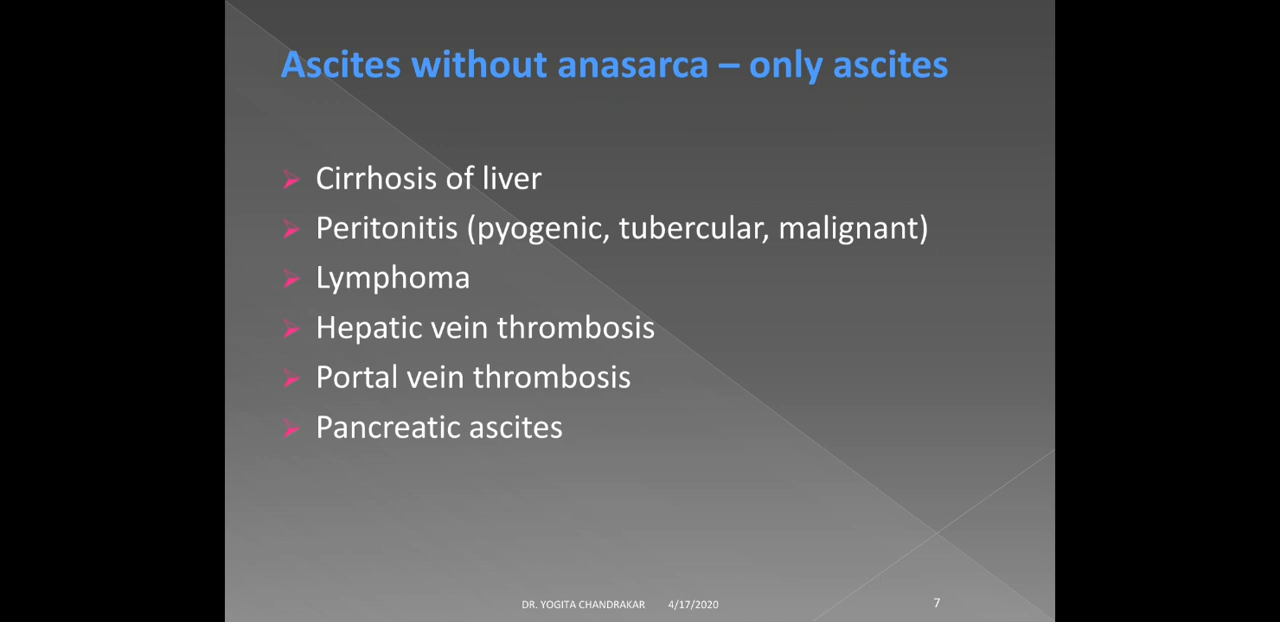 Ascites without anasarca – only ascites
Cirrhosis of liver
Peritonitis (pyogenic, tubercular, malignant)
Lymphoma
Hepatic vein thrombosis
Portal vein thrombosis
Pancreatic ascites
DR. YOGITA CHANDRAKAR 4/17/2020 7